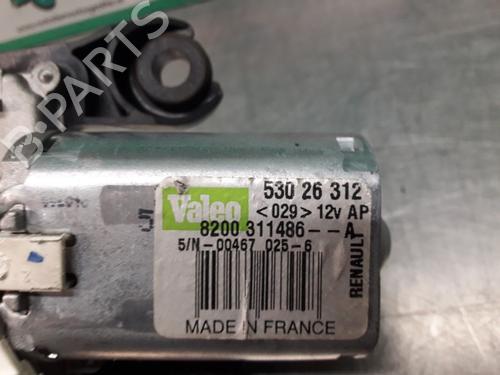 B-PARTS
Valeo
530 26 312
<029> 12v AP
8200 311486--A
S/N-00467 025-6
RENAULT
MADE IN FRANCE